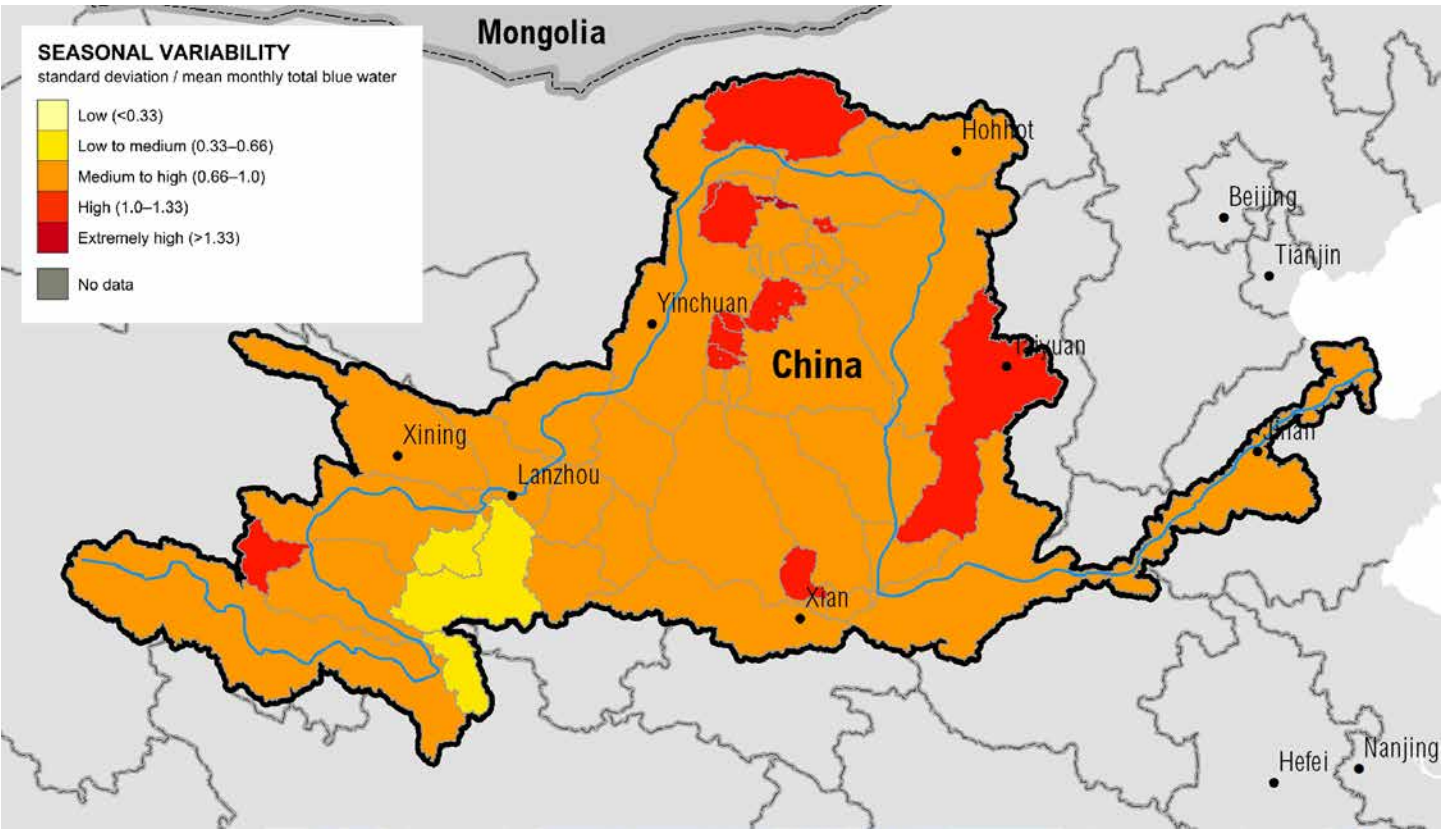 Mongolia
SEASONAL VARIABILITY
standard deviation / mean monthly total blue water
Low (<0.33)
Low to medium (0.33–0.66)
Medium to high (0.66–1.0)
High (1.0–1.33)
Extremely high (>1.33)
No data
Hohhot
Beijing
Tianjin
Yinchuan
Taiyuan
China
Xining
Jinan
Lanzhou
Xian
Hefei
Nanjing